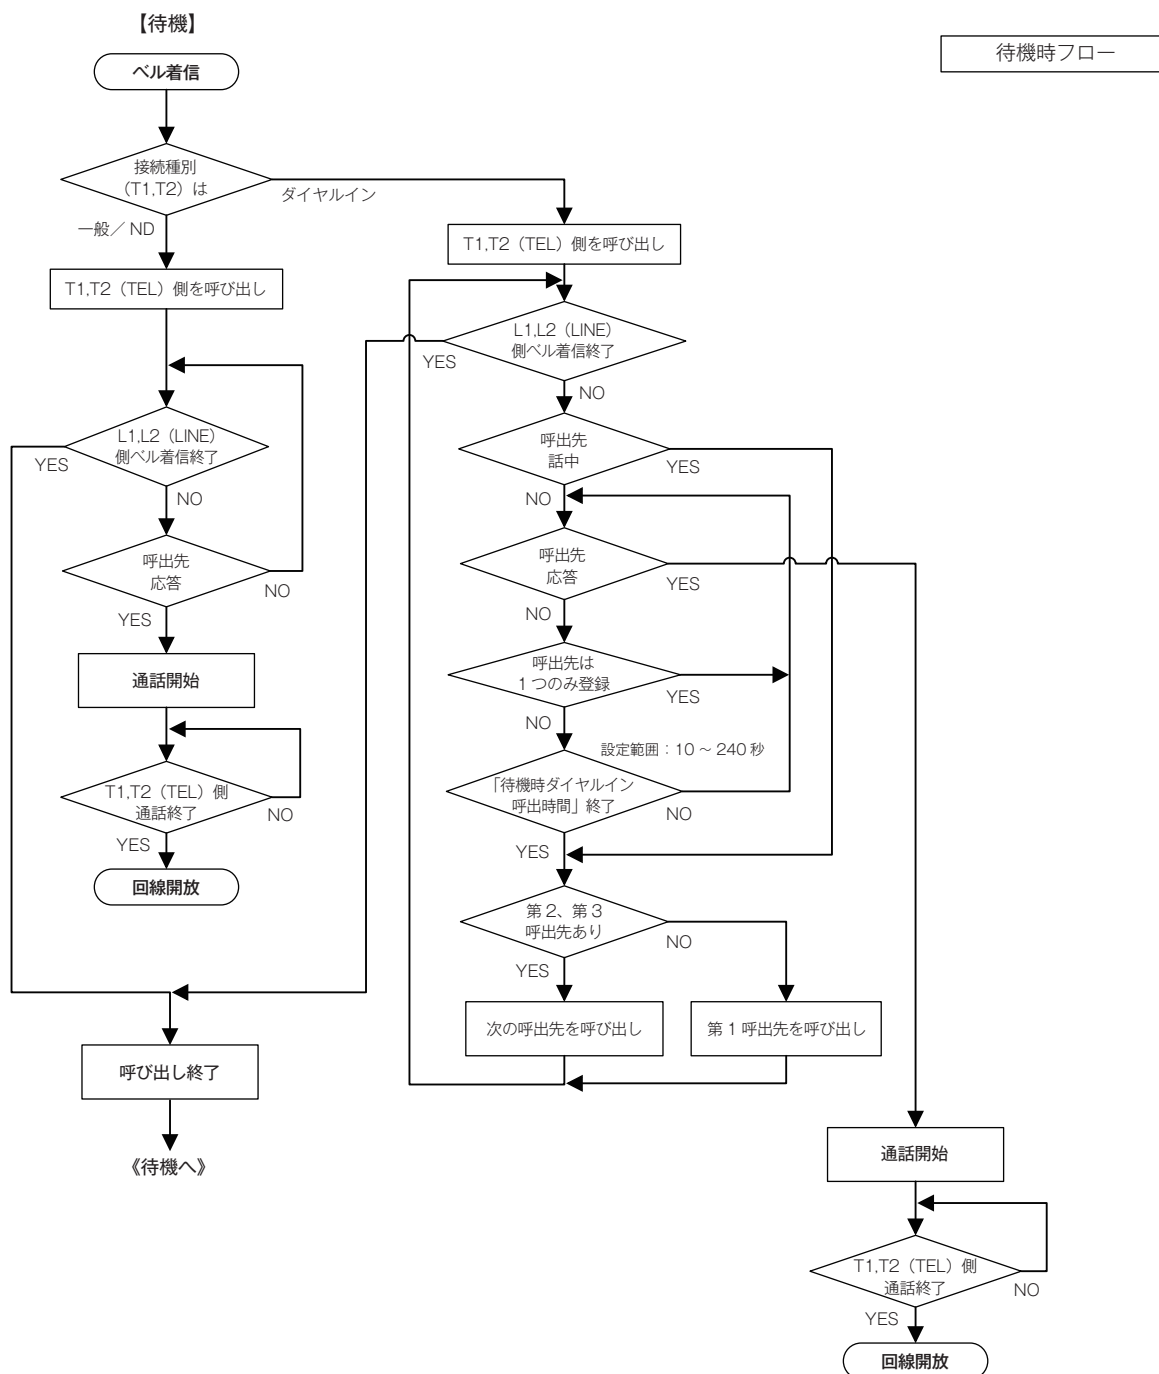 【待機】
待機時フロー
ベル着信
接続種別
（T1,T2）は
ダイヤルイン
一般／ND
T1,T2（TEL）側を呼び出し
T1,T2（TEL）側を呼び出し
L1,L2（LINE）
側ベル着信終了
YES
NO
呼出先
話中
YES
NO
L1,L2（LINE）
側ベル着信終了
YES
NO
呼出先
応答
NO
YES
呼出先
応答
YES
NO
通話開始
呼出先は
1つのみ登録
YES
NO
設定範囲：10～240秒
T1,T2（TEL）側
通話終了
NO
YES
「待機時ダイヤルイン
呼出時間」終了
NO
YES
回線開放
第2、第3
呼出先あり
NO
YES
次の呼出先を呼び出し
第1呼出先を呼び出し
呼び出し終了
《待機へ》
通話開始
T1,T2（TEL）側
通話終了
NO
YES
回線開放